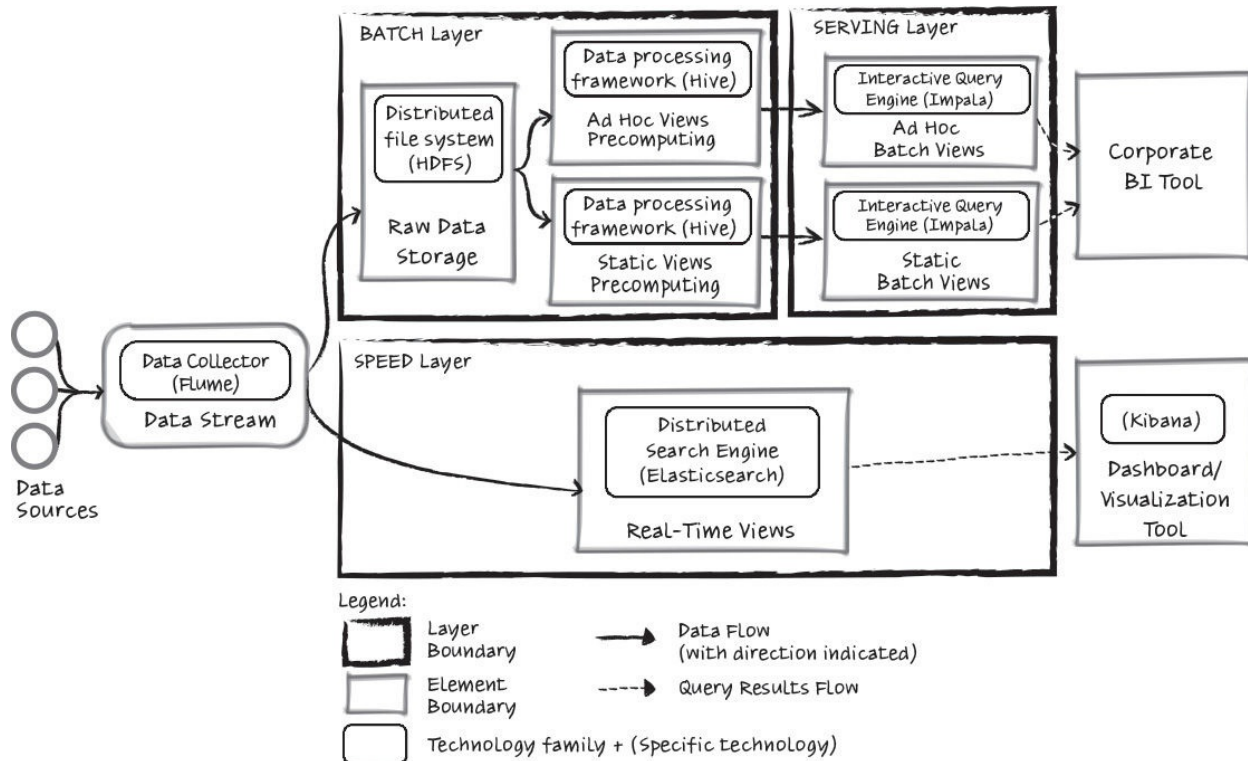 BATCH Layer
Distributed
file system
(HDFS)
Raw Data
Storage
Data processing
framework (Hive)
Ad Hoc Views
Precomputing
Data processing
framework (Hive)
Static Views
Precomputing
SERVING Layer
Interactive Query
Engine (Impala)
Ad Hoc
Batch Views
Interactive Query
Engine (Impala)
Static
Batch Views
Corporate
BI Tool
Data
Sources
Data Collector
(Flume)
Data Stream
SPEED Layer
Distributed
Search Engine
(Elasticsearch)
Real-Time Views
(Kibana)
Dashboard/
Visualization
Tool
Legend:
Layer
Boundary
Data Flow
(with direction indicated)
Element
Boundary
Query Results Flow
Technology family + (Specific technology)